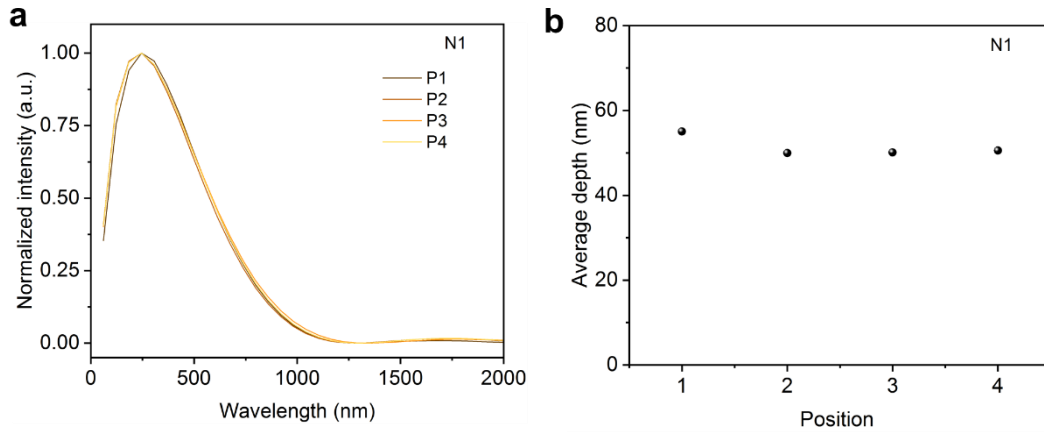 a
N1
P1
P2
P3
P4
1.00
0.75
0.50
0.25
0.00
Normalized intensity (a.u.)
0
500
1000
1500
2000
Wavelength (nm)
b
N1
80
60
40
20
0
Average depth (nm)
1
2
3
4
Position